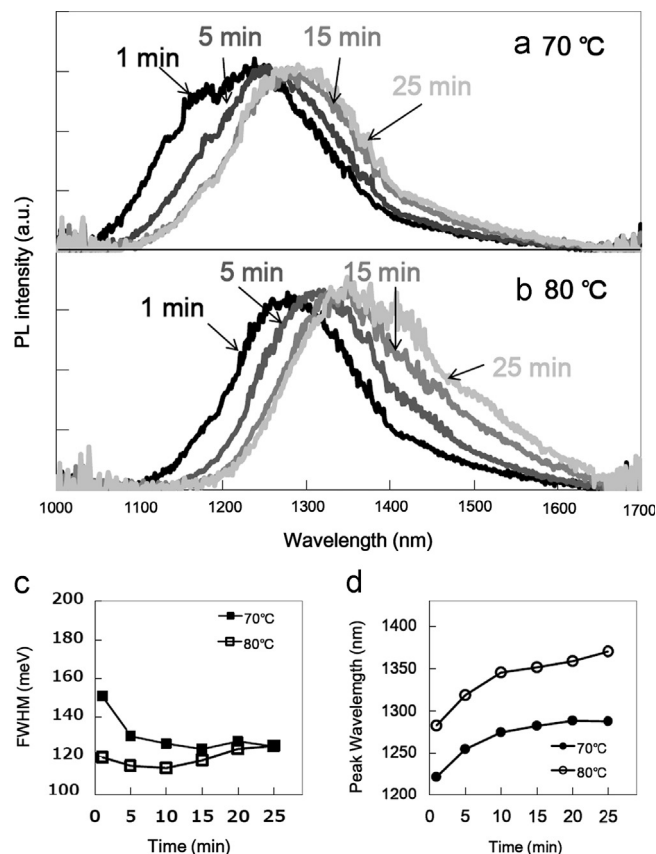 a 70 ℃
5 min
15 min
1 min
25 min
PL intensity (a.u.)
b 80 ℃
5 min
15 min
1 min
25 min
1000 1100 1200 1300 1400 1500 1600 1700
Wavelength (nm)
c
200
180
160
140
120
100
FWHM (meV)
70℃
80℃
0 5 10 15 20 25
Time (min)
d
1400
1350
1300
1250
1200
Peak Wavelemgth (nm)
70℃
80℃
0 5 10 15 20 25
Time (min)